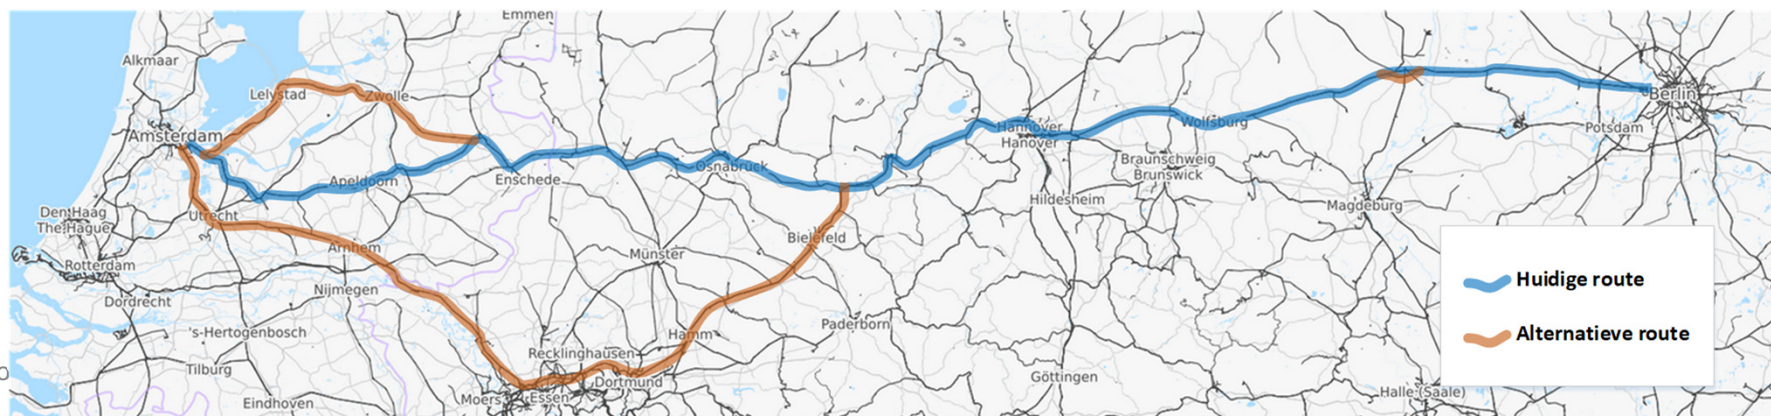 Emmen
Alkmaar
Lelystad
Zwolle
Berlin
Amsterdam
Hannover
Hanover
Wolfsburg
Potsdam
Osnabrück
Braunschweig
Brunswick
Apeldoorn
Enschede
Hildesheim
Magdeburg
Den Haag
The Hague
Utrecht
Bielefeld
Arnhem
Münster
Rotterdam
Nijmegen
Dordrecht
Huidige route
's-Hertogenbosch
Paderborn
Hamm
Alternatieve route
Recklinghausen
Tilburg
Dortmund
Göttingen
Moers
Essen
Halle (Saale)
Eindhoven